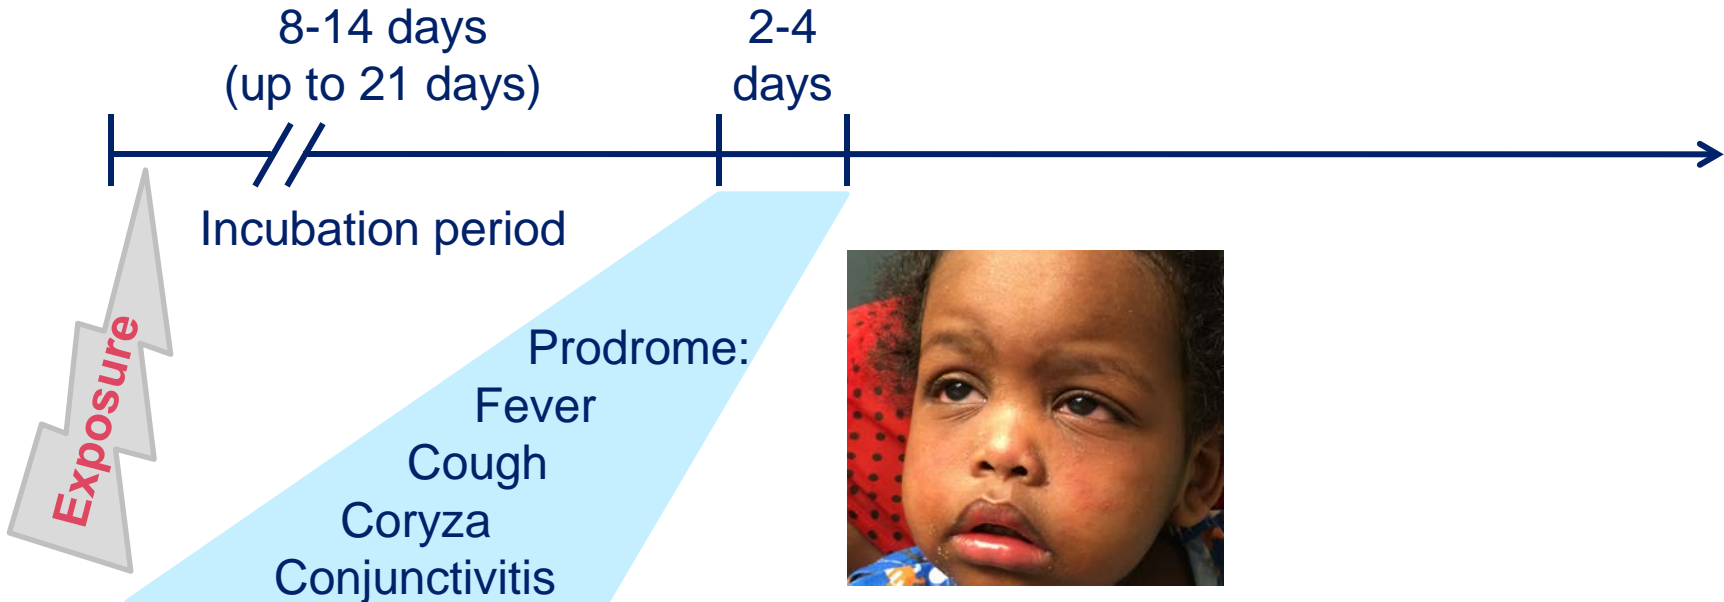 8-14 days
(up to 21 days)
2-4
days
Incubation period
Exposure
Prodrome:
Fever
Cough
Coryza
Conjunctivitis